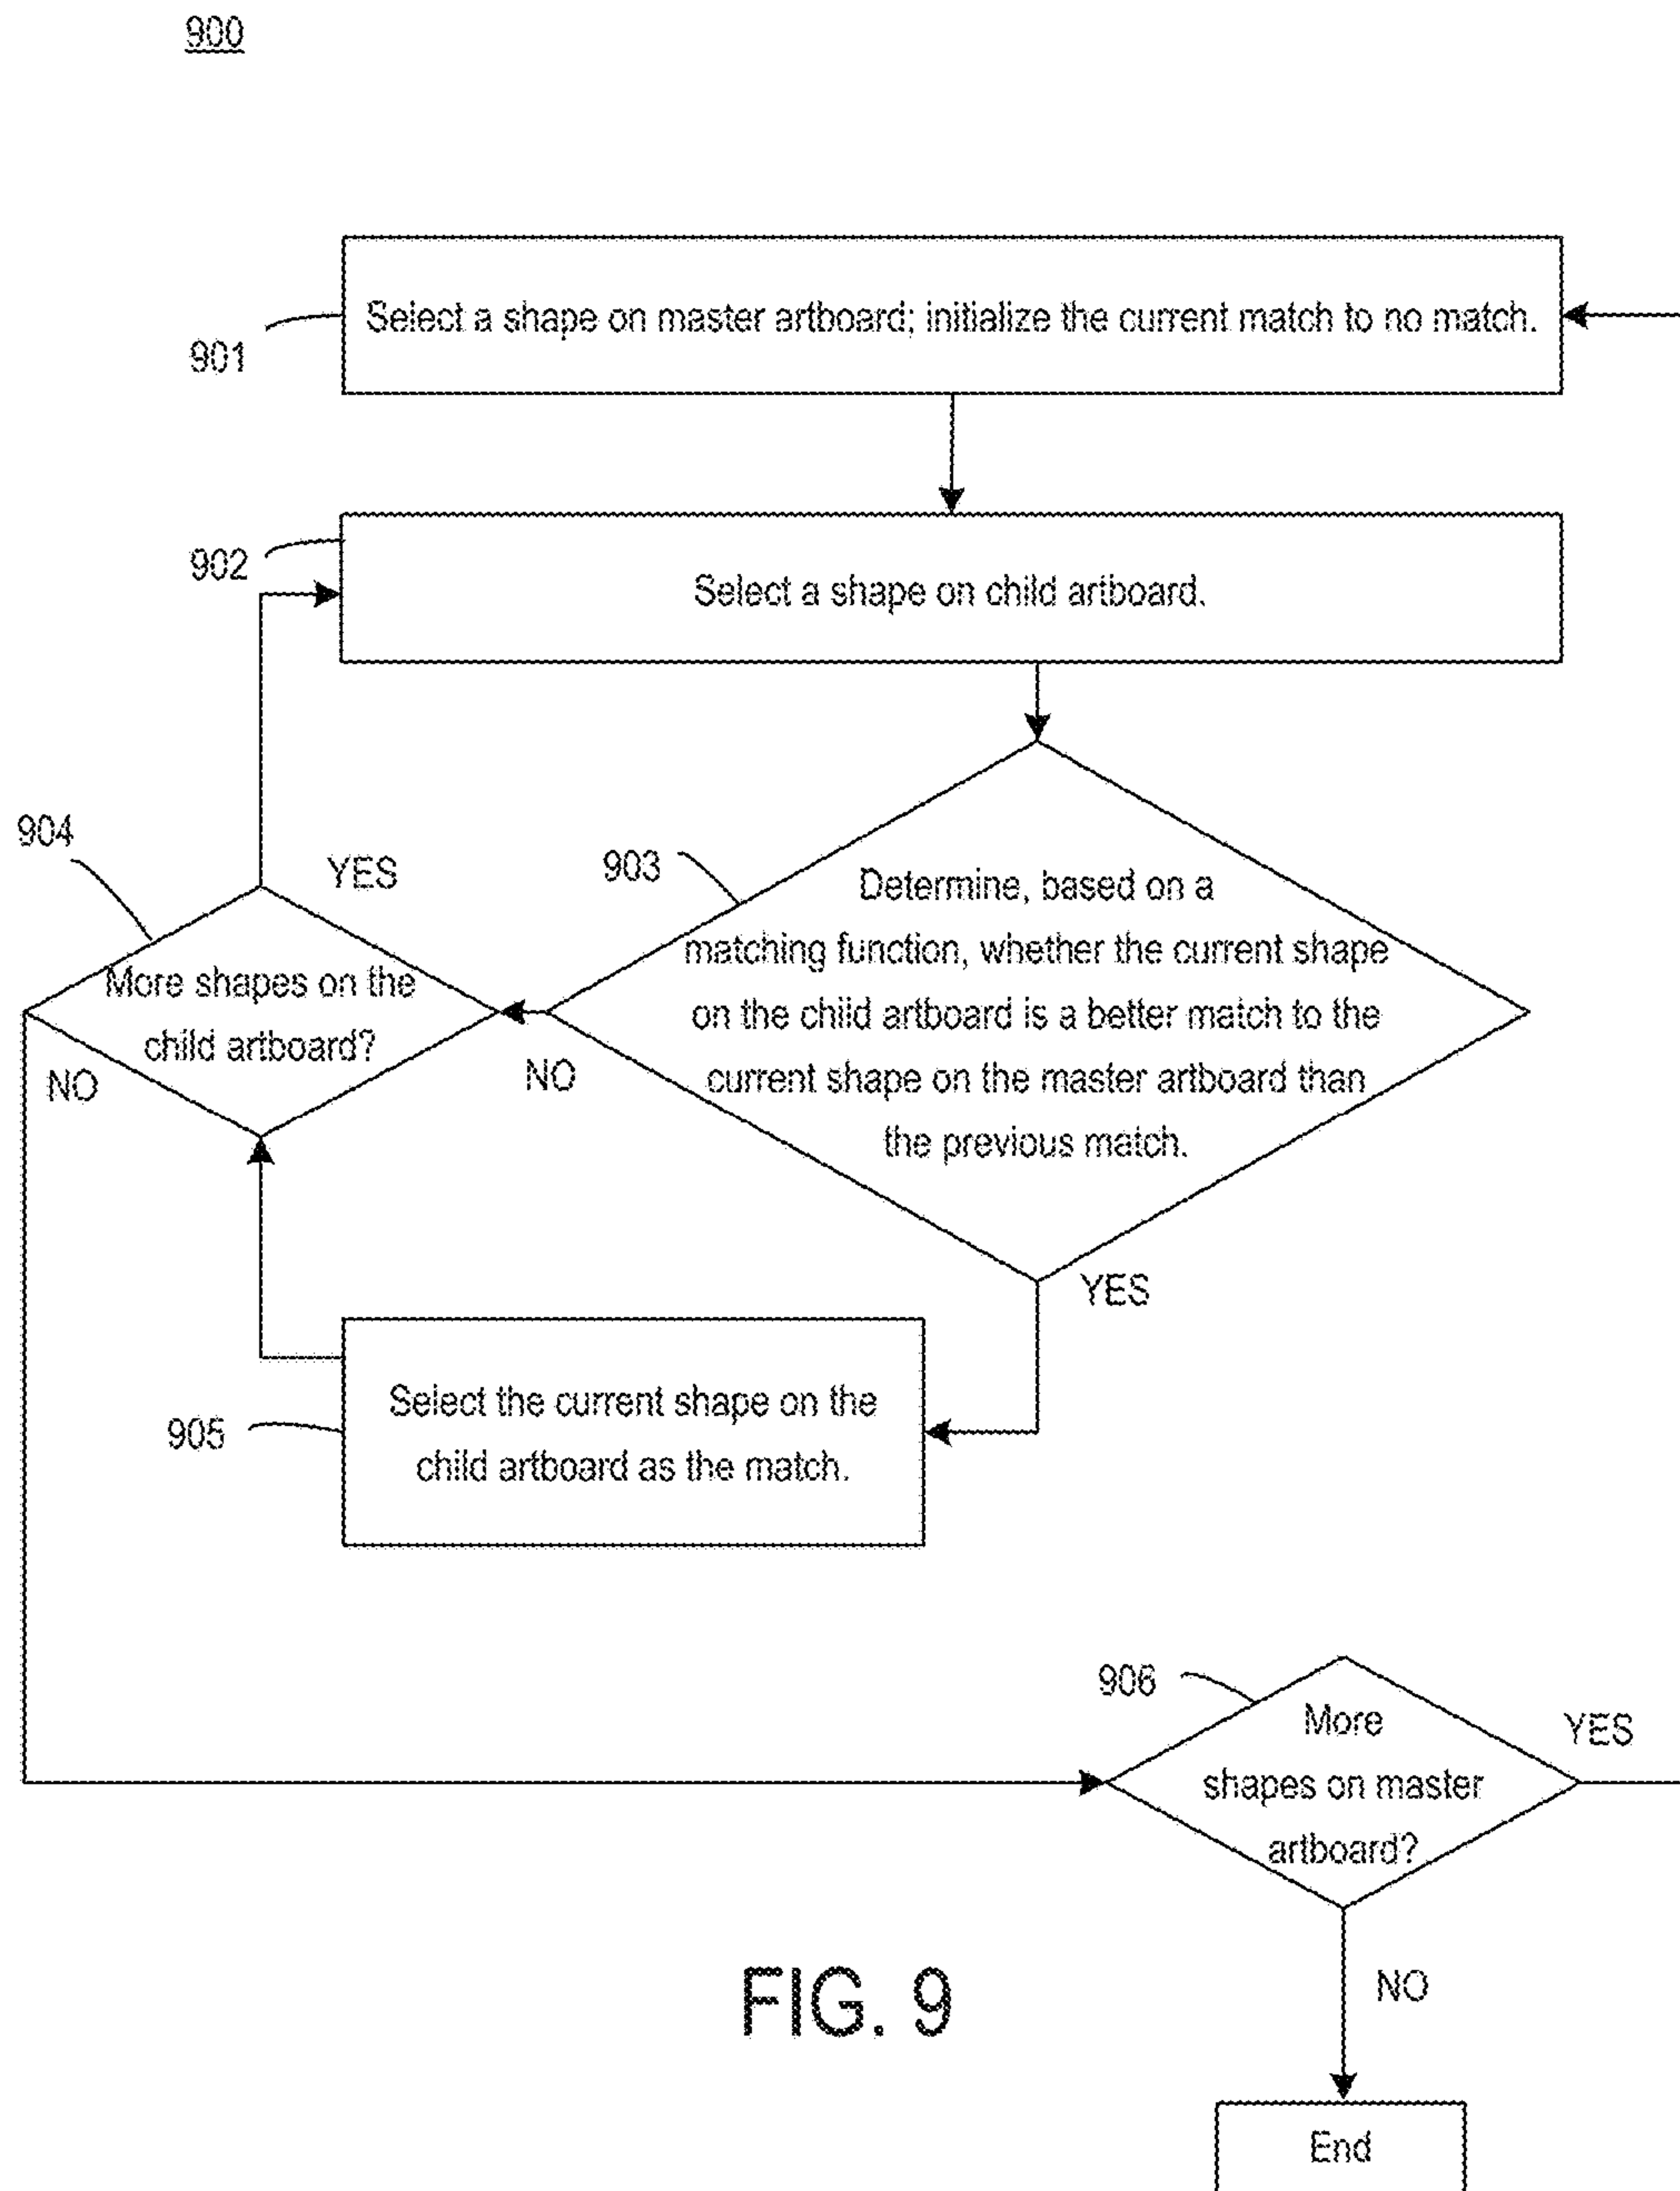 900
Select a shape on master artboard; initialize the current match to no match.
901
902
Select a shape on child artboard.
904
YES
903
Determine, based on a
matching function, whether the current shape
on the child artboard is a better match to the
current shape on the master artboard than
the previous match.
More shapes on the
child artboard?
NO
NO
YES
Select the current shape on the
child artboard as the match.
905
906
More
shapes on master
artboard?
YES
FIG. 9
NO
End